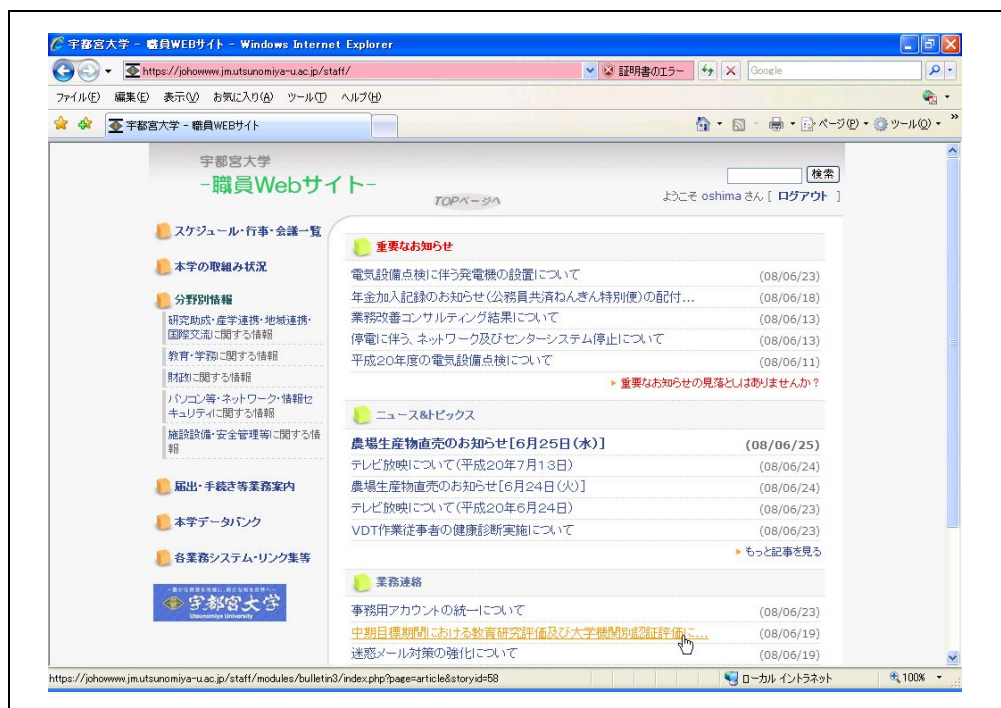 宇都宮大学 - 職員WEBサイト - Windows Internet Explorer
https://johowww.jm.utsunomiya-u.ac.jp/staff/
証明書のエラー
Google
ファイル(F) 編集(E) 表示(V) お気に入り(A) ツール(T) ヘルプ(H)
宇都宮大学 - 職員WEBサイト
ページ(P)
ツール(O)
»
宇都宮大学
-職員Webサイト-
TOPページへ
検索
ようこそ oshima さん [ ログアウト ]
スケジュール・行事・会議一覧
本学の取組み状況
分野別情報
研究助成・産学連携・地域連携・
国際交流に関する情報
教育・学務に関する情報
財政に関する情報
パソコン等・ネットワーク・情報セ
キュリティに関する情報
施設設備・安全管理等に関する情
報
届出・手続き等業務案内
本学データバンク
各業務システム・リンク集等
宇都宮大学
Utsunomiya University
重要なお知らせ
電気設備点検に伴う発電機の設置について (08/06/23)
年金加入記録のお知らせ(公務員共済ねんきん特別便)の配付... (08/06/18)
業務改善コンサルティング結果について (08/06/13)
停電に伴う、ネットワーク及びセンターシステム停止について (08/06/13)
平成20年度の電気設備点検について (08/06/11)
重要なお知らせの見落としはありませんか?
ニュース&トピックス
農場生産物直売のお知らせ[6月25日(水)] (08/06/25)
テレビ放映について(平成20年7月13日) (08/06/24)
農場生産物直売のお知らせ[6月24日(火)] (08/06/24)
テレビ放映について(平成20年6月24日) (08/06/23)
VDT作業従事者の健康診断実施について (08/06/23)
もっと記事を見る
業務連絡
事務用アカウントの統一について (08/06/23)
中期目標期間における教育研究評価及び大学機関別認証評価に... (08/06/19)
迷惑メール対策の強化について (08/06/19)
https://johowww.jm.utsunomiya-u.ac.jp/staff/modules/bulletin3/index.php?page=article&storyid=58
ローカル イントラネット
100%